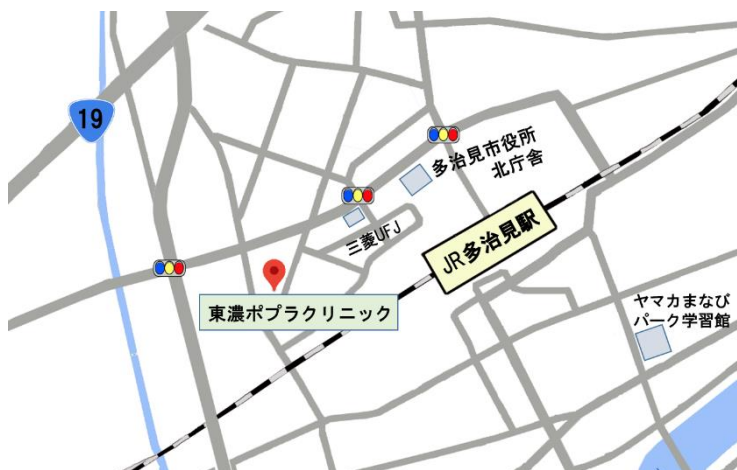 19
多治見市役所
北庁舎
三菱UFJ
JR多治見駅
東濃ポプラクリニック
ヤマカまなび
パーク学習館